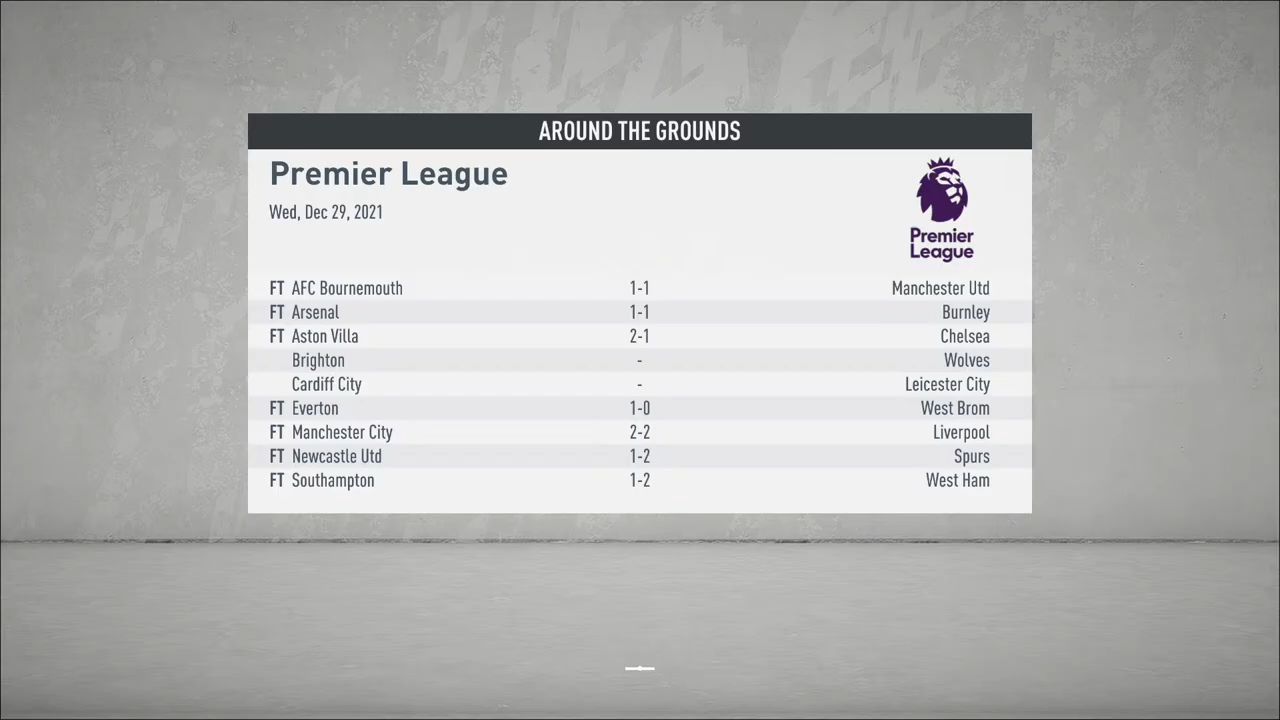 AROUND THE GROUNDS
Premier League
Wed, Dec 29, 2021
Premier
League
FT AFC Bournemouth 1-1 Manchester Utd
FT Arsenal 1-1 Burnley
FT Aston Villa 2-1 Chelsea
Brighton - Wolves
Cardiff City - Leicester City
FT Everton 1-0 West Brom
FT Manchester City 2-2 Liverpool
FT Newcastle Utd 1-2 Spurs
FT Southampton 1-2 West Ham